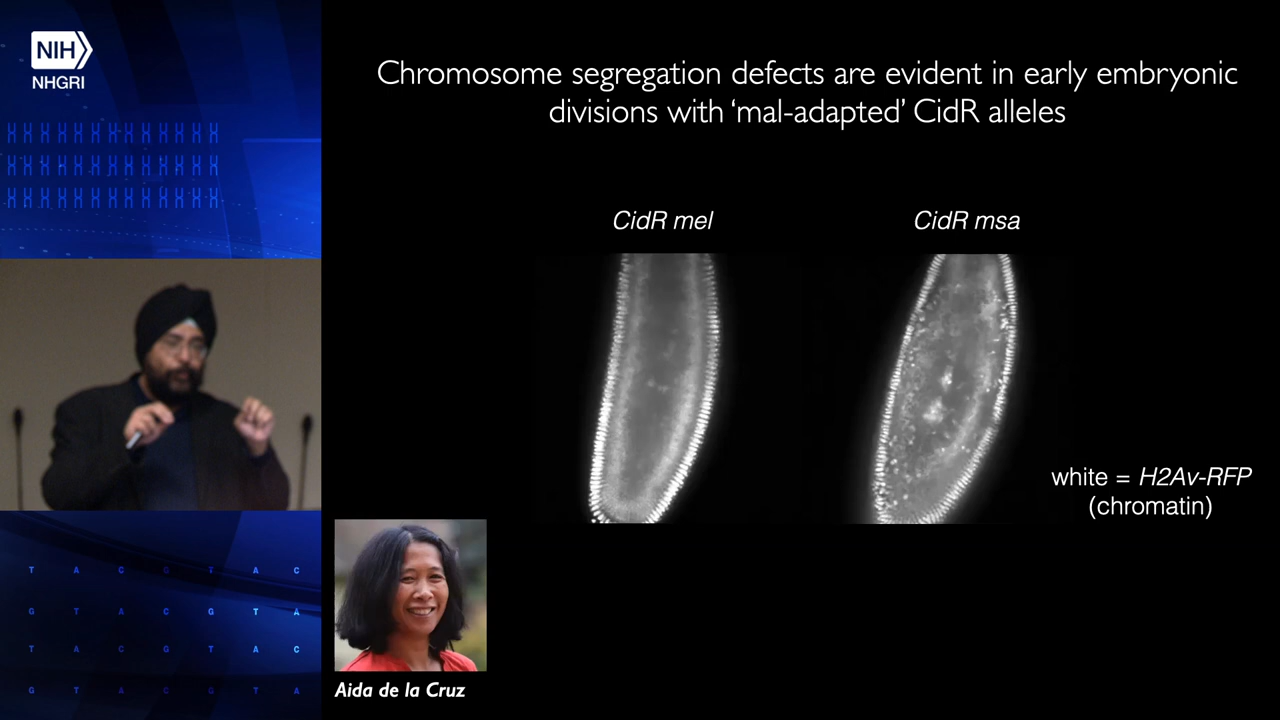 NIH
NHGRI
Chromosome segregation defects are evident in early embryonic
divisions with ‘mal-adapted’ CidR alleles
CidR mel
CidR msa
white = H2Av-RFP
(chromatin)
Aida de la Cruz
T A C G T A C
G T A C G T A
T A C G T A C
G T A C G T A